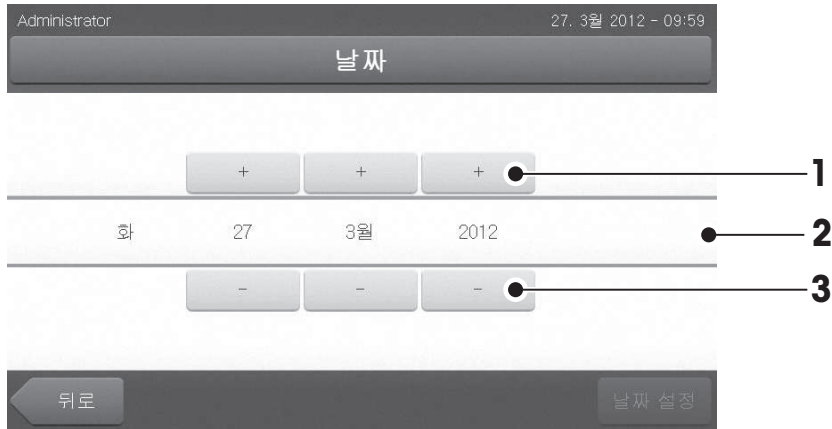 Administrator 27. 3월 2012 - 09:59
날짜
+ + + 1
화 27 3월 2012 2
- - - 3
뒤로 날짜 설정